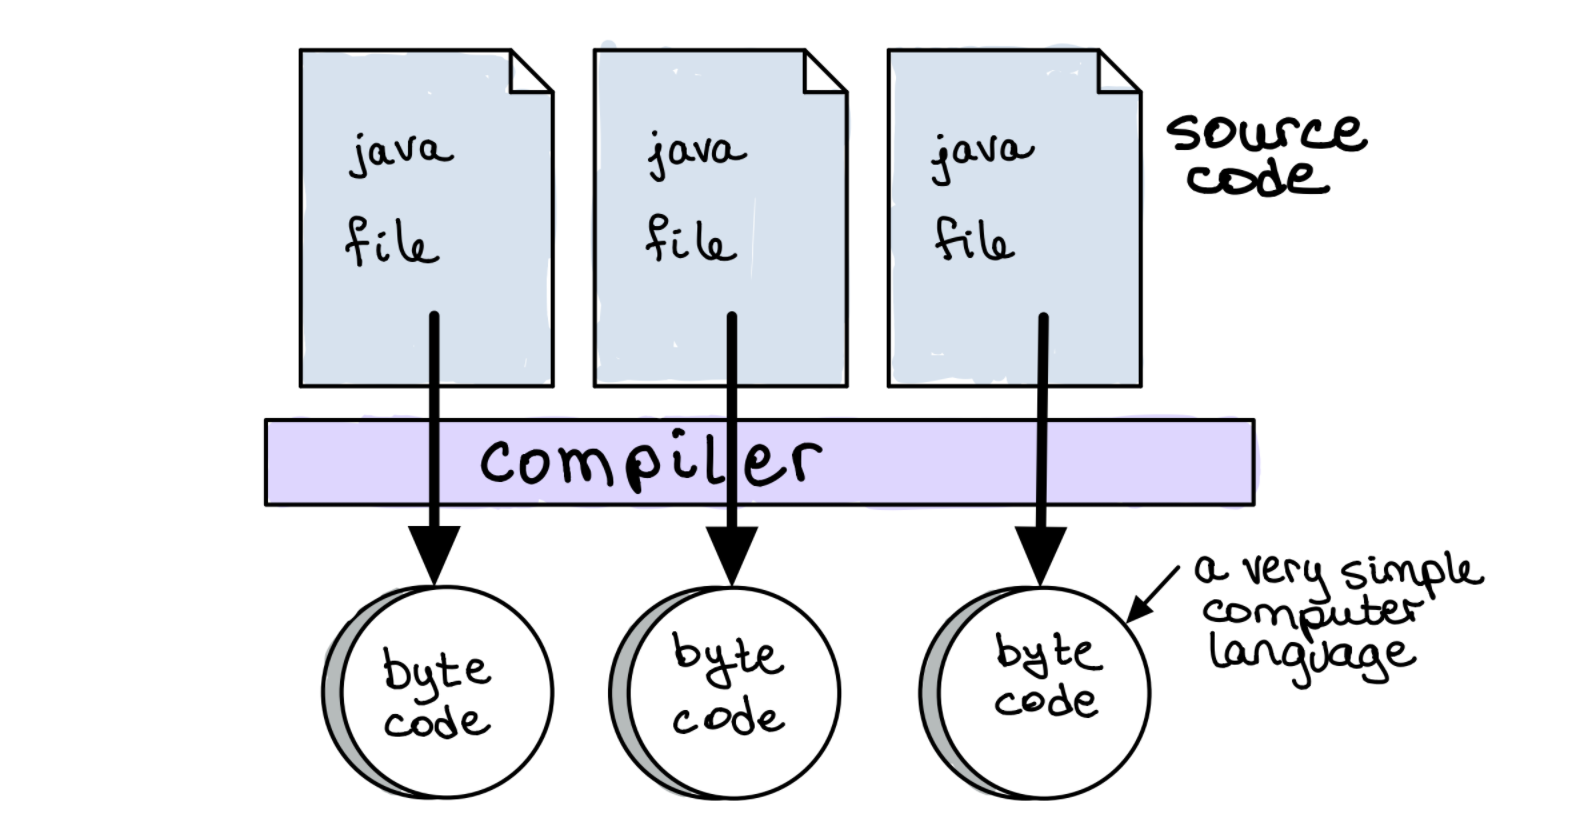 java
file
java
file
java
file
source
code
compiler
byte
code
byte
code
byte
code
a very simple
computer
language